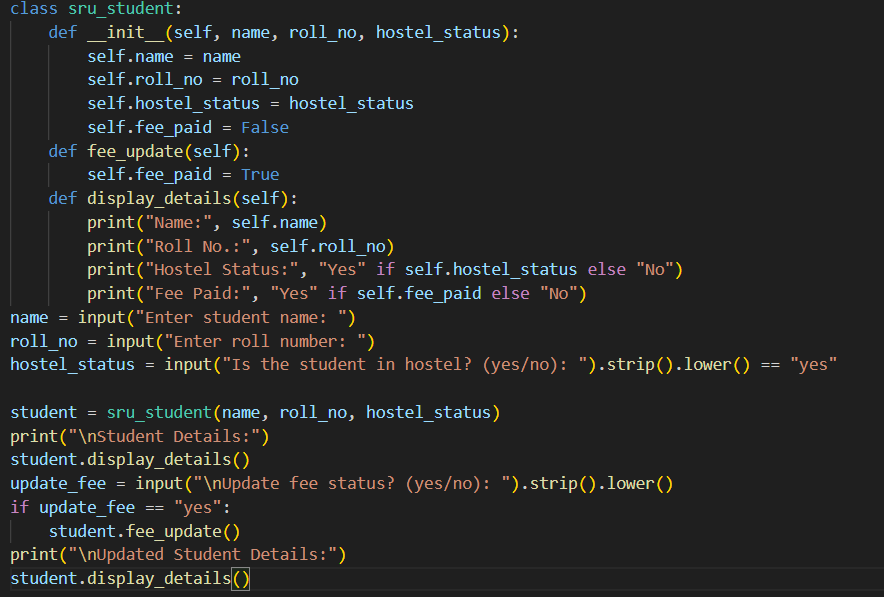 class sru_student:
    def __init__(self, name, roll_no, hostel_status):
        self.name = name
        self.roll_no = roll_no
        self.hostel_status = hostel_status
        self.fee_paid = False
    def fee_update(self):
        self.fee_paid = True
    def display_details(self):
        print("Name:", self.name)
        print("Roll No.:", self.roll_no)
        print("Hostel Status:", "Yes" if self.hostel_status else "No")
        print("Fee Paid:", "Yes" if self.fee_paid else "No")
name = input("Enter student name: ")
roll_no = input("Enter roll number: ")
hostel_status = input("Is the student in hostel? (yes/no): ").strip().lower() == "yes"

student = sru_student(name, roll_no, hostel_status)
print("\nStudent Details:")
student.display_details()
update_fee = input("\nUpdate fee status? (yes/no): ").strip().lower()
if update_fee == "yes":
    student.fee_update()
print("\nUpdated Student Details:")
student.display_details()